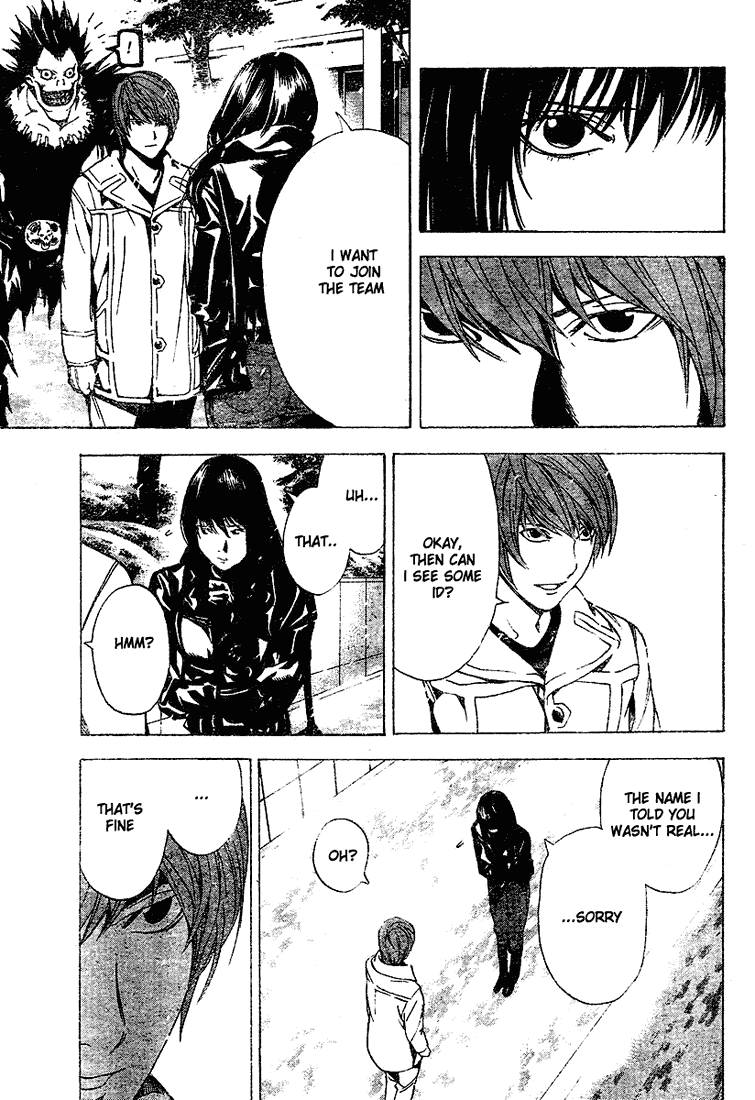 I WANT
TO JOIN
THE TEAM
!
OKAY,
THEN CAN
I SEE SOME
ID?
UH...
THAT..
HMM?
THE NAME I
TOLD YOU
WASN'T REAL...
...SORRY
OH?
...
THAT'S
FINE